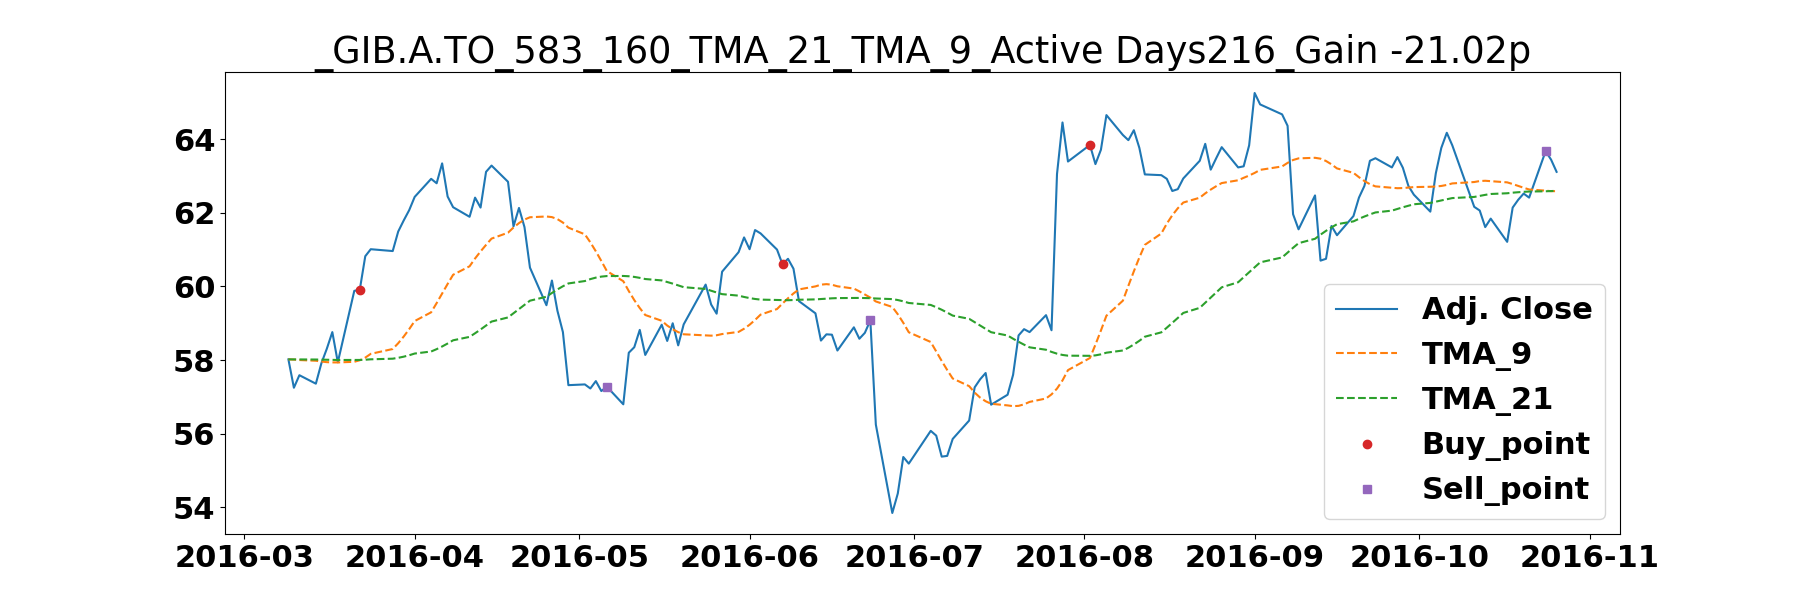 _GIB.A.TO_583_160_TMA_21_TMA_9_Active Days216_Gain -21.02p
64
62
60
58
56
54
Adj. Close
TMA_9
TMA_21
Buy_point
Sell_point
2016-03 2016-04 2016-05 2016-06 2016-07 2016-08 2016-09 2016-10 2016-11